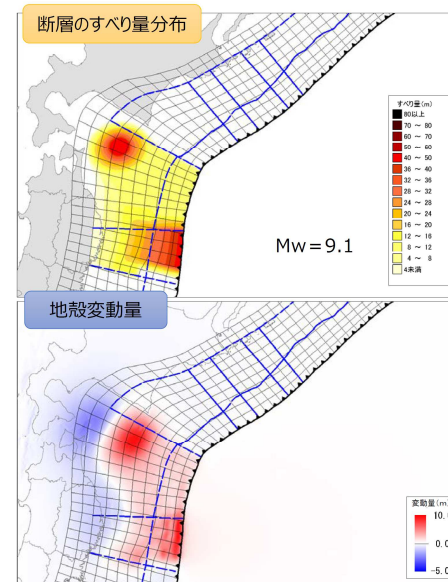 断層のすべり量分布
すべり量(m)
80以上
70 ~ 80
60 ~ 70
50 ~ 60
40 ~ 50
36 ~ 40
32 ~ 36
28 ~ 32
24 ~ 28
20 ~ 24
16 ~ 20
12 ~ 16
8 ~ 12
4 ~ 8
4未満
Mw=9.1
地殻変動量
変動量(m
10.
0.0
-5.0